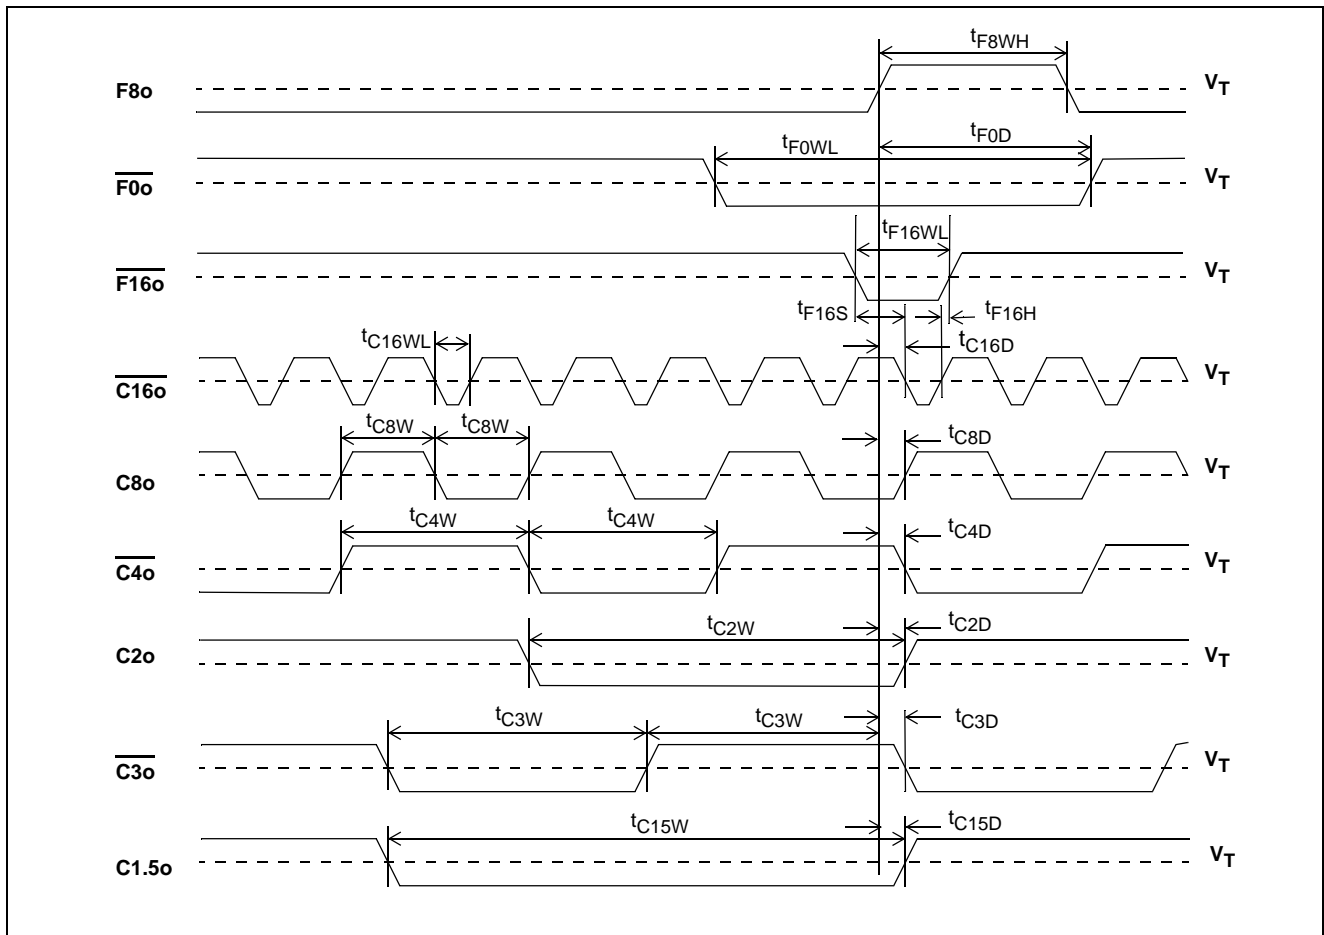 tF8WH
F8o VT
tF0WL tF0D
F0o VT
tF16WL
F16o VT
tF16S tF16H
tC16WL tC16D
C16o VT
tC8W tC8W tC8D
C8o VT
tC4W tC4W tC4D
C4o VT
tC2W tC2D
C2o VT
tC3W tC3W tC3D
C3o VT
tC15W tC15D
C1.5o VT